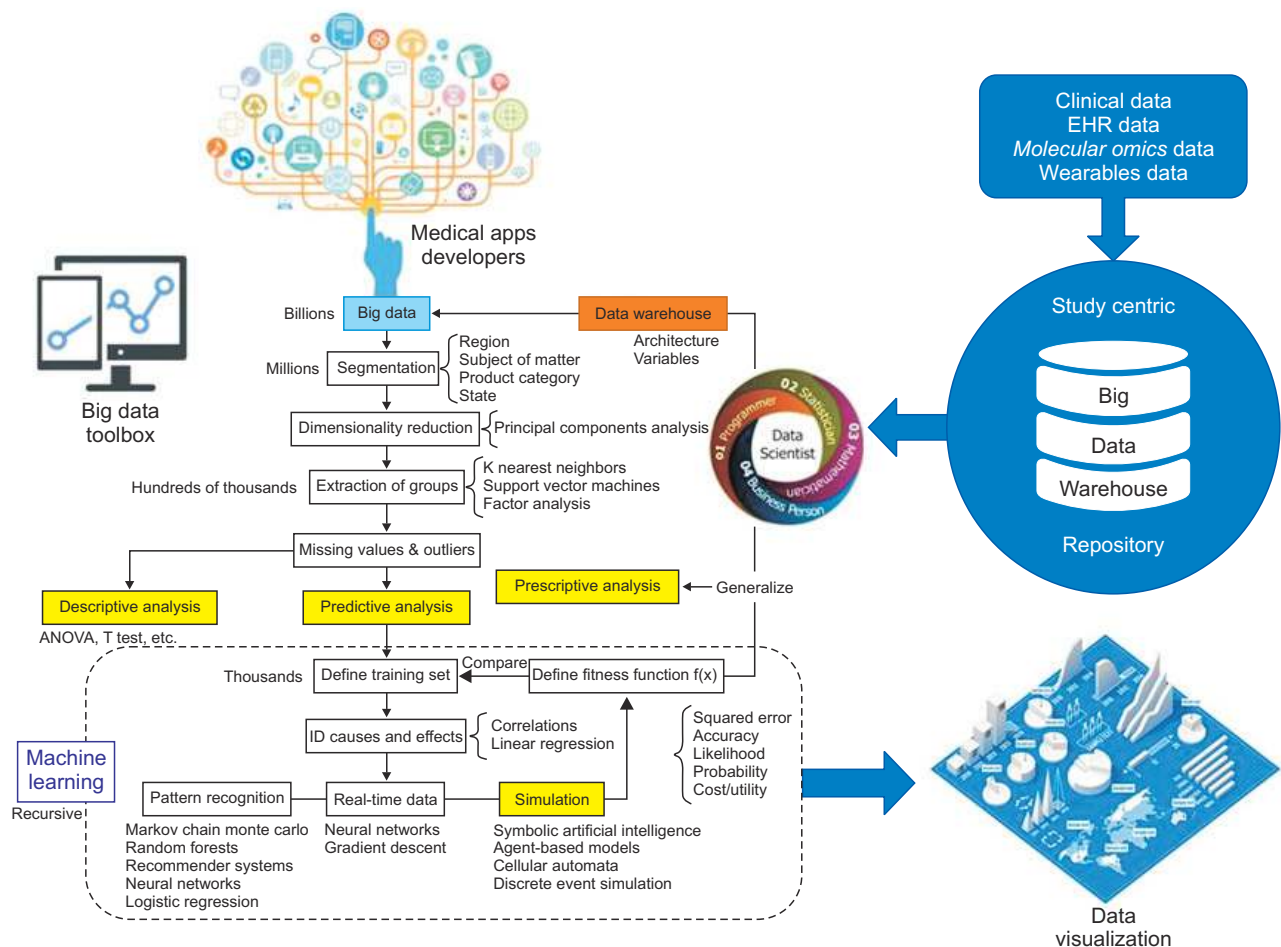 Medical apps
developers
Big data
toolbox
Billions
Big data
Data warehouse
Architecture
Variables
Millions
Segmentation
Region
Subject of matter
Product category
State
Dimensionality reduction
Principal components analysis
Hundreds of thousands
Extraction of groups
K nearest neighbors
Support vector machines
Factor analysis
Missing values & outliers
Descriptive analysis
ANOVA, T test, etc.
Predictive analysis
Prescriptive analysis
Generalize
01 Programmer
02 Statistician
03 Mathematician
04 Business Person
Data
Scientist
Clinical data
EHR data
Molecular omics data
Wearables data
Study centric
Big
Data
Warehouse
Repository
Thousands
Define training set
Compare
Define fitness function f(x)
Squared error
Accuracy
Likelihood
Probability
Cost/utility
ID causes and effects
Correlations
Linear regression
Machine
learning
Recursive
Pattern recognition
Markov chain monte carlo
Random forests
Recommender systems
Neural networks
Logistic regression
Real-time data
Neural networks
Gradient descent
Simulation
Symbolic artificial intelligence
Agent-based models
Cellular automata
Discrete event simulation
Data
visualization